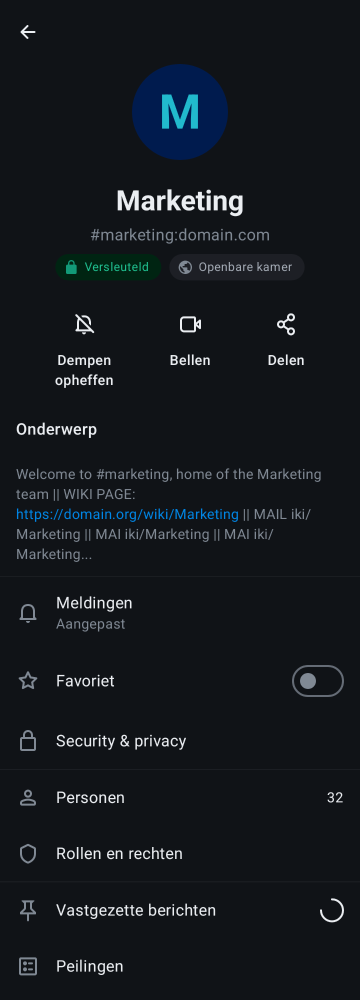 M
Marketing
#marketing:domain.com
Versleuteld
Openbare kamer
Dempen
opheffen
Bellen
Delen
Onderwerp
Welcome to #marketing, home of the Marketing
team || WIKI PAGE:
https://domain.org/wiki/Marketing || MAIL iki/
Marketing || MAI iki/Marketing || MAI iki/
Marketing...
Meldingen
Aangepast
Favoriet
Security & privacy
Personen 32
Rollen en rechten
Vastgezette berichten
Peilingen